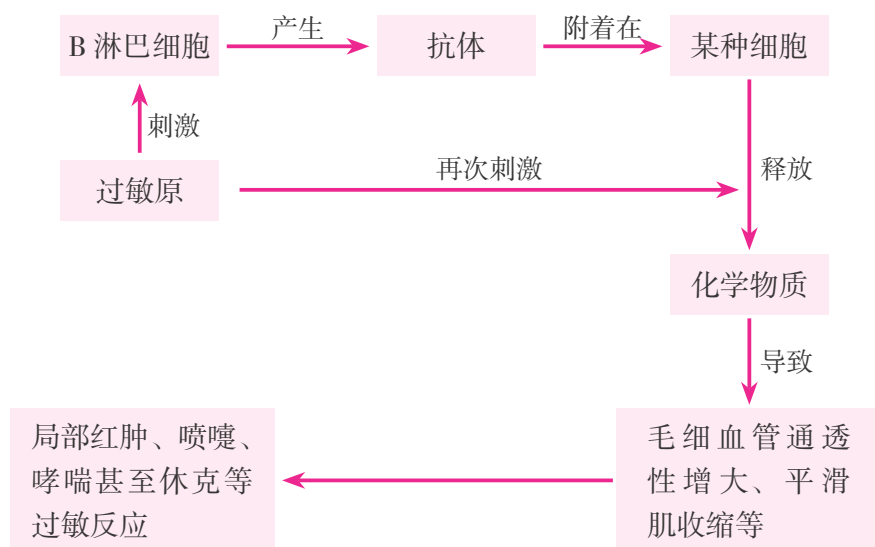 B 淋巴细胞
产生
抗体
附着在
某种细胞
刺激
过敏原
再次刺激
释放
化学物质
导致
毛细血管通透
性增大、平滑
肌收缩等
局部红肿、喷嚏、
哮喘甚至休克等
过敏反应